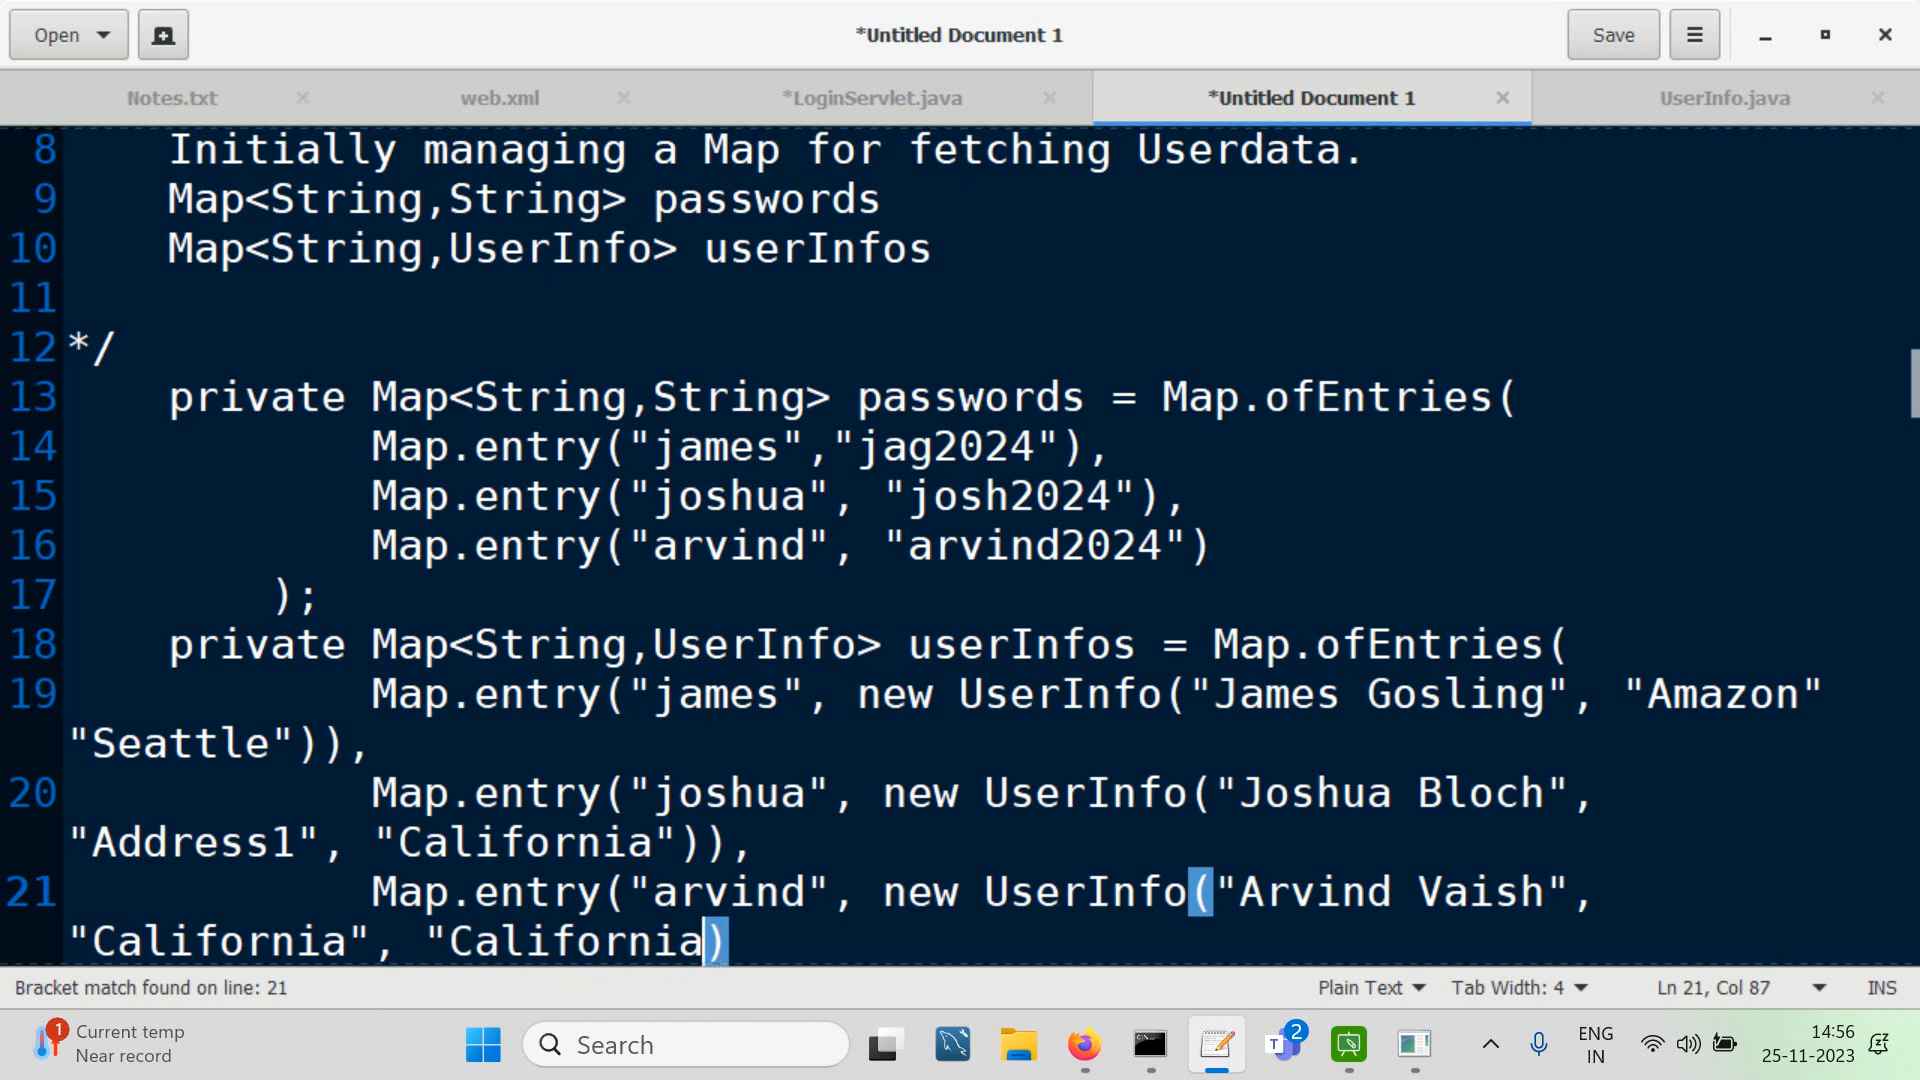 Open
*Untitled Document 1
Save
Notes.txt
web.xml
*LoginServlet.java
*Untitled Document 1
UserInfo.java
8 Initially managing a Map for fetching Userdata.
9 Map<String,String> passwords
10 Map<String,UserInfo> userInfos
11
12 */
13 private Map<String,String> passwords = Map.ofEntries(
14 Map.entry("james","jag2024"),
15 Map.entry("joshua", "josh2024"),
16 Map.entry("arvind", "arvind2024")
17 );
18 private Map<String,UserInfo> userInfos = Map.ofEntries(
19 Map.entry("james", new UserInfo("James Gosling", "Amazon"
"Seattle")),
20 Map.entry("joshua", new UserInfo("Joshua Bloch",
"Address1", "California")),
21 Map.entry("arvind", new UserInfo("Arvind Vaish",
"California", "California)
Bracket match found on line: 21
Plain Text
Tab Width: 4
Ln 21, Col 87
INS
1
Current temp
Near record
Search
T
2
ENG
IN
14:56
25-11-2023